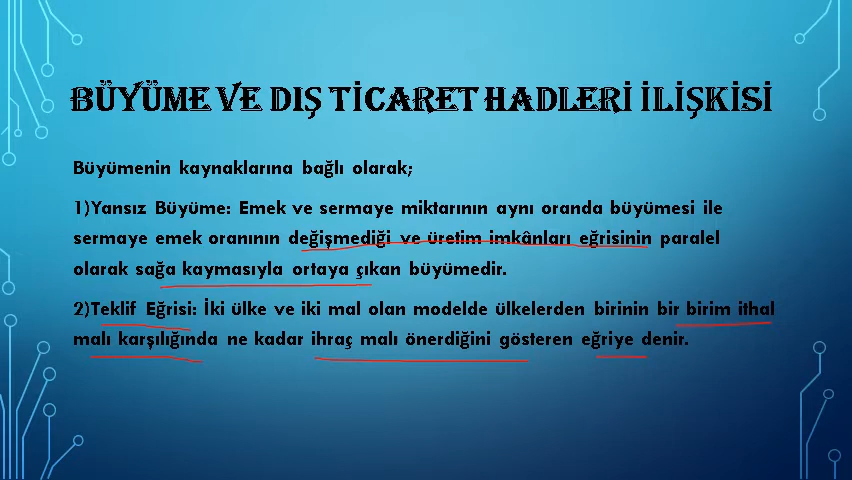 BÜYÜME VE DIŞ TİCARET HADLERİ İLİŞKİSİ
Büyümenin kaynaklarına bağlı olarak;
1)Yansız Büyüme: Emek ve sermaye miktarının aynı oranda büyümesi ile
sermaye emek oranının değişmediği ve üretim imkânları eğrisinin paralel
olarak sağa kaymasıyla ortaya çıkan büyümedir.
2)Teklif Eğrisi: İki ülke ve iki mal olan modelde ülkelerden birinin bir birim ithal
malı karşılığında ne kadar ihraç malı önerdiğini gösteren eğriye denir.